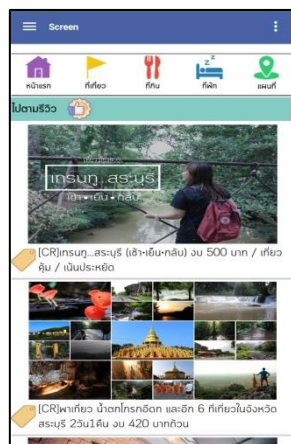 Screen
หน้าแรก ที่เที่ยว ที่กิน ที่พัก แผนที่
ไปตามรีวิว
เทรนทู...สระบุรี
เช้า•เย็น•กลับ
[CR]เทรนทู...สระบุรี (เช้า-เย็น-กลับ) งบ 500 บาท / เที่ยว
คุ้ม / เน้นประหยัด
[CR]พาเที่ยว น้ำตกโกรกอีดก และอีก 6 ที่เที่ยวในจังหวัด
สระบุรี 2วัน1คืน งบ 420 บาทถ้วน